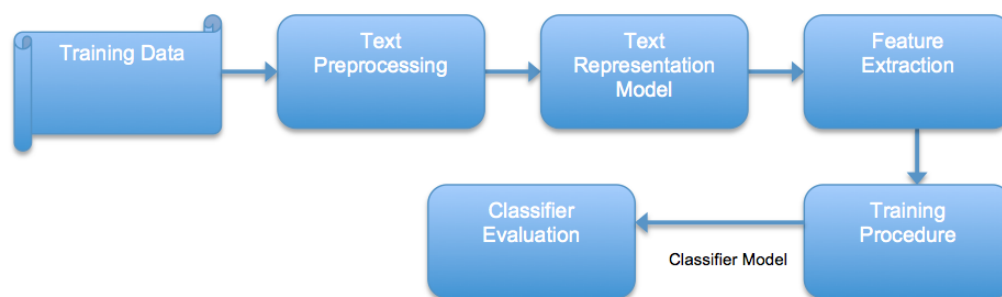 Training Data
Text
Preprocessing
Text
Representation
Model
Feature
Extraction
Training
Procedure
Classifier Model
Classifier
Evaluation